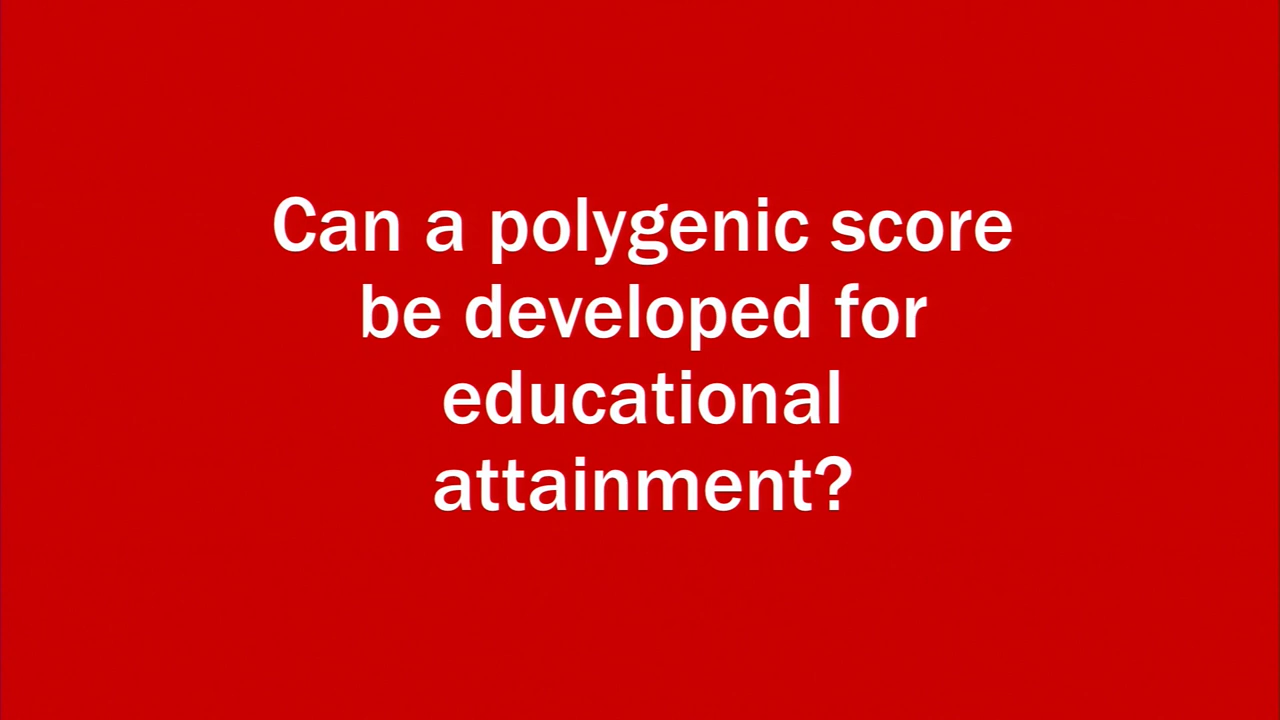 Can a polygenic score
be developed for
educational
attainment?